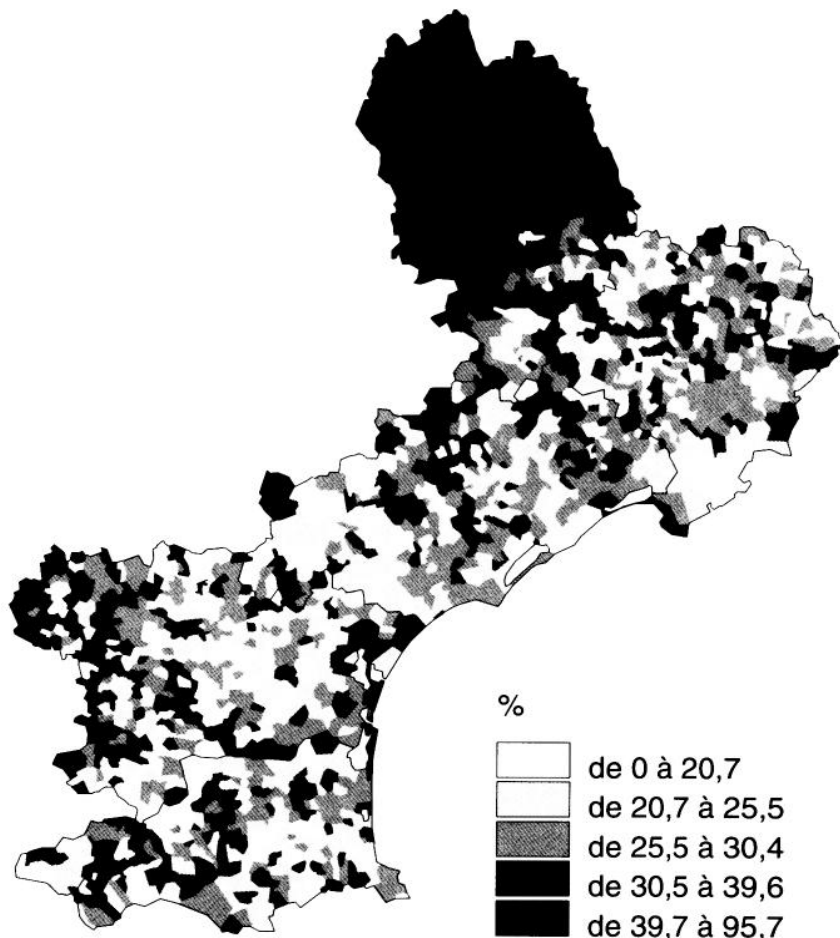 %
de 0 à 20,7
de 20,7 à 25,5
de 25,5 à 30,4
de 30,5 à 39,6
de 39,7 à 95,7